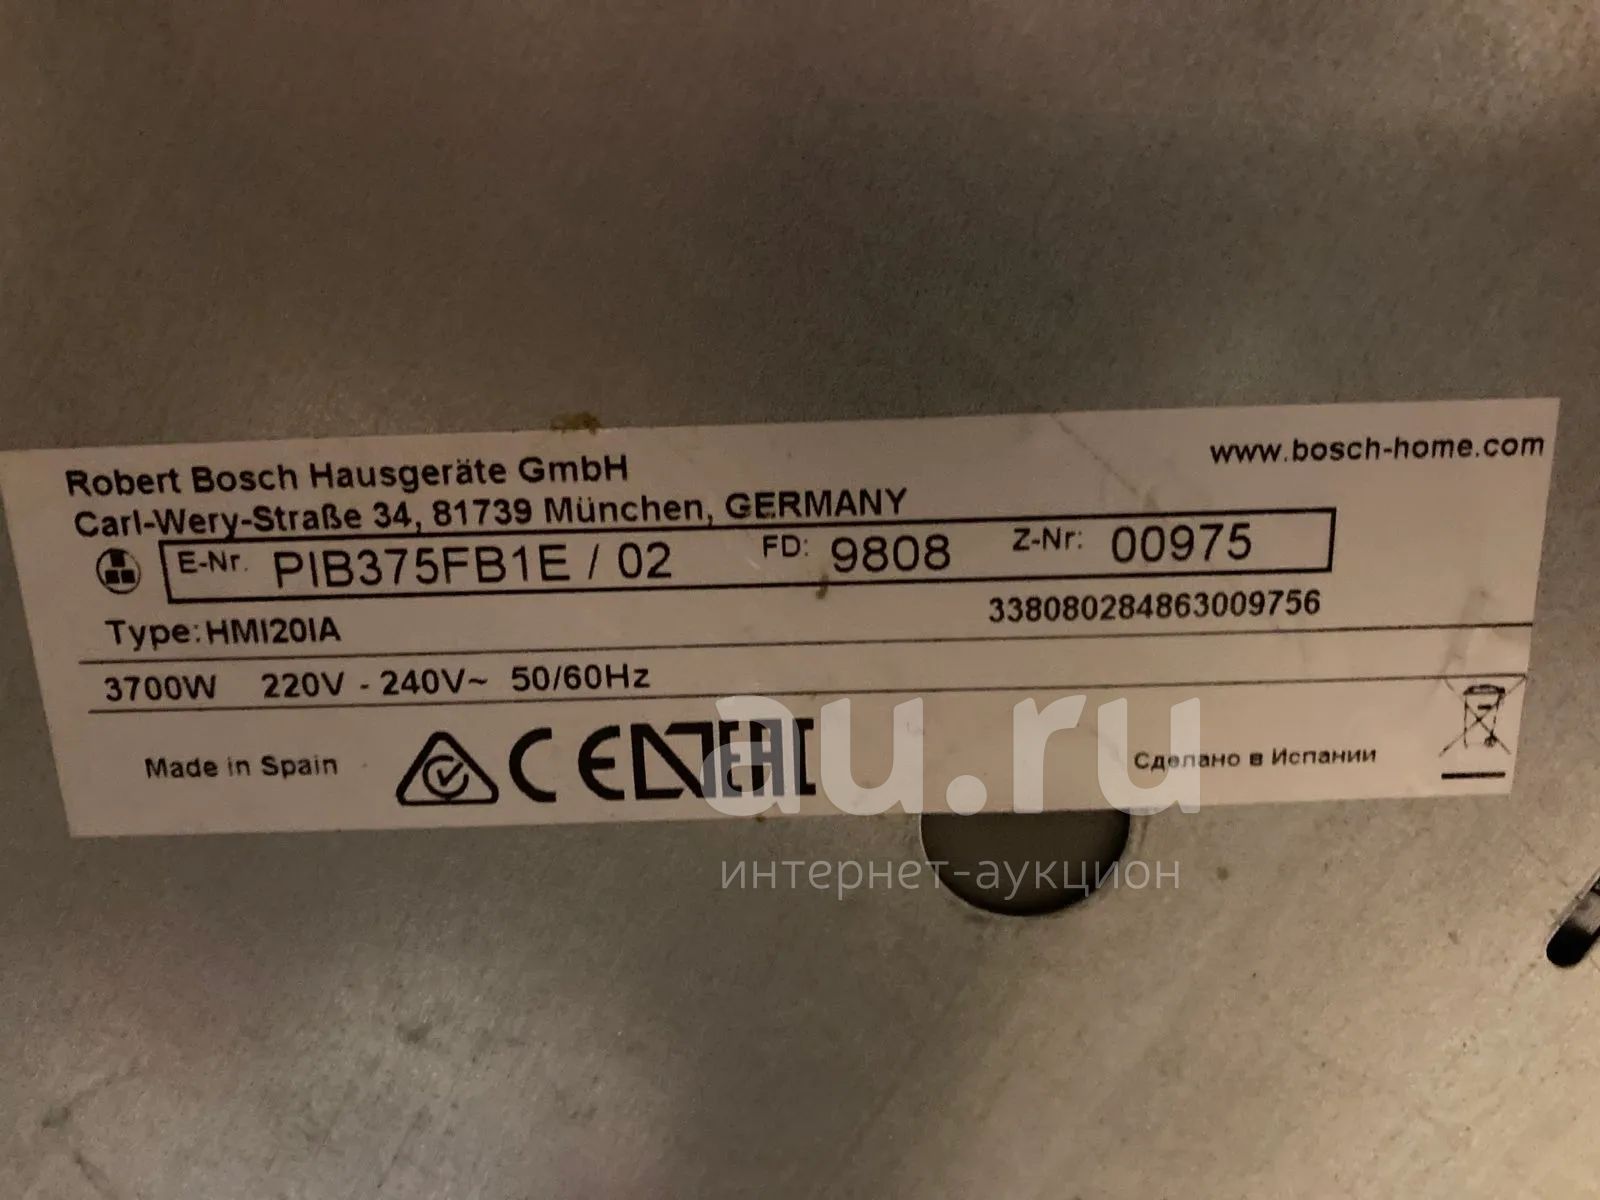 www.bosch-home.com
Robert Bosch Hausgeräte GmbH
Carl-Wery-Straße 34, 81739 München, GERMANY
E-Nr. PIB375FB1E / 02 FD: 9808 Z-Nr: 00975
Type: HMI20IA 338080284863009756
3700W 220V - 240V~ 50/60Hz
Made in Spain CE EAC Сделано в Испании
au.ru
интернет-аукцион